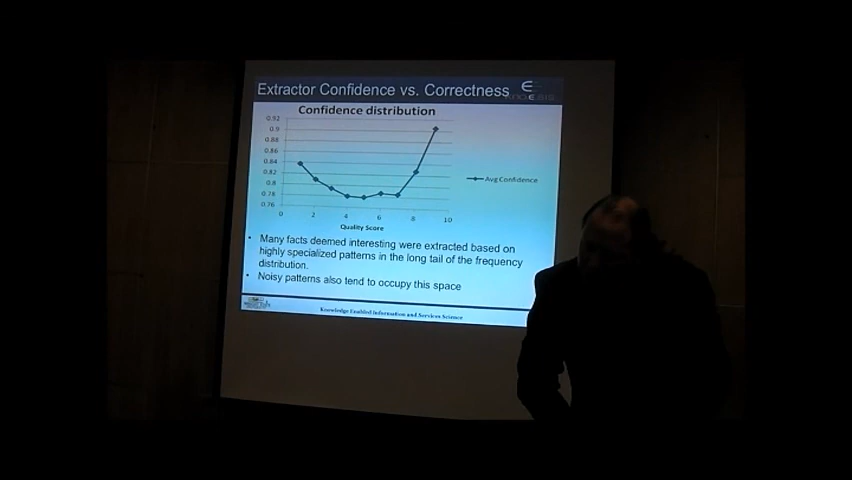 Extractor Confidence vs. Correctness
Confidence distribution
0.92
0.9
0.88
0.86
0.84
0.82
0.8
0.78
0.76
0
2
4
6
8
10
Quality Score
Avg Confidence
• Many facts deemed interesting were extracted based on
highly specialized patterns in the long tail of the frequency
distribution.
• Noisy patterns also tend to occupy this space
Knowledge Enabled Information and Services Science